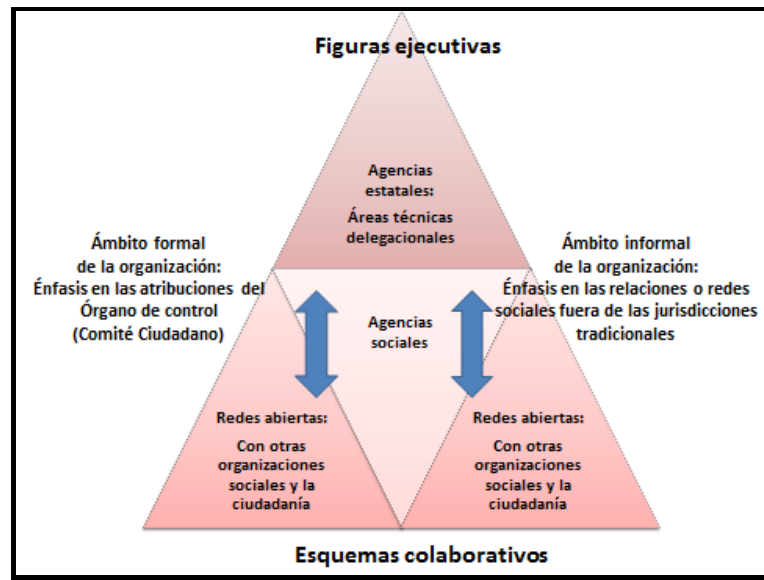 Figuras ejecutivas
Agencias
estatales:
Áreas técnicas
delegacionales
Ámbito formal
de la organización:
Énfasis en las atribuciones del
Órgano de control
(Comité Ciudadano)
Ámbito informal
de la organización:
Énfasis en las relaciones o redes
sociales fuera de las jurisdicciones
tradicionales
Agencias
sociales
Redes abiertas:
Con otras
organizaciones
sociales y la
ciudadanía
Redes abiertas:
Con otras
organizaciones
sociales y la
ciudadanía
Esquemas colaborativos